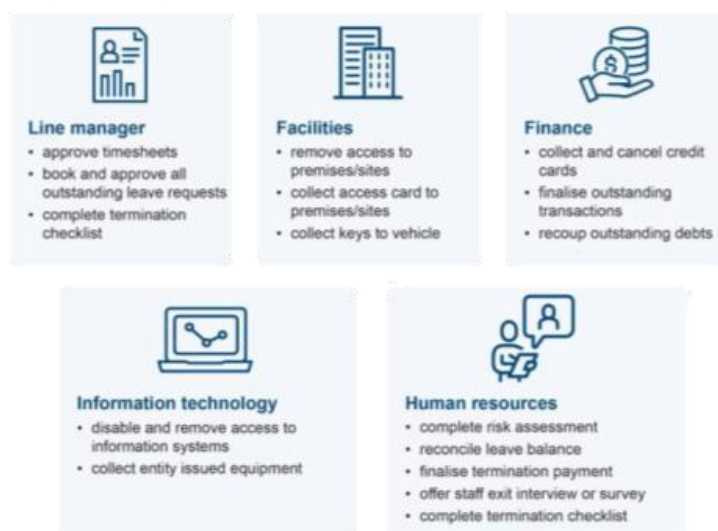 Line manager
• approve timesheets
• book and approve all
outstanding leave requests
• complete termination
checklist
Facilities
• remove access to
premises/sites
• collect access card to
premises/sites
• collect keys to vehicle
Finance
• collect and cancel credit
cards
• finalise outstanding
transactions
• recoup outstanding debts
Information technology
• disable and remove access to
information systems
• collect entity issued equipment
Human resources
• complete risk assessment
• reconcile leave balance
• finalise termination payment
• offer staff exit interview or survey
• complete termination checklist